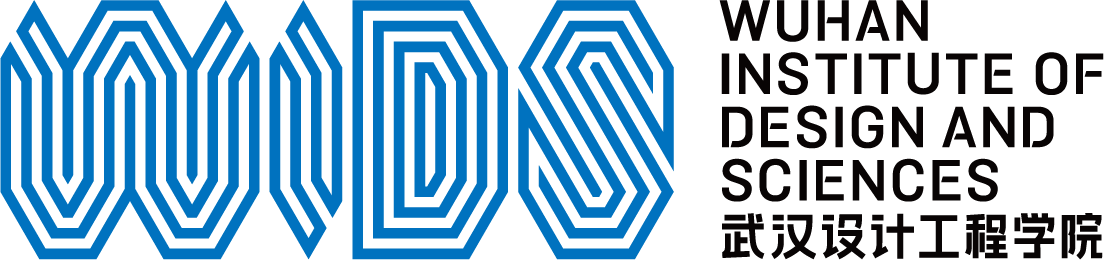 WIDS
WUHAN
INSTITUTE OF
DESIGN AND
SCIENCES
武汉设计工程学院